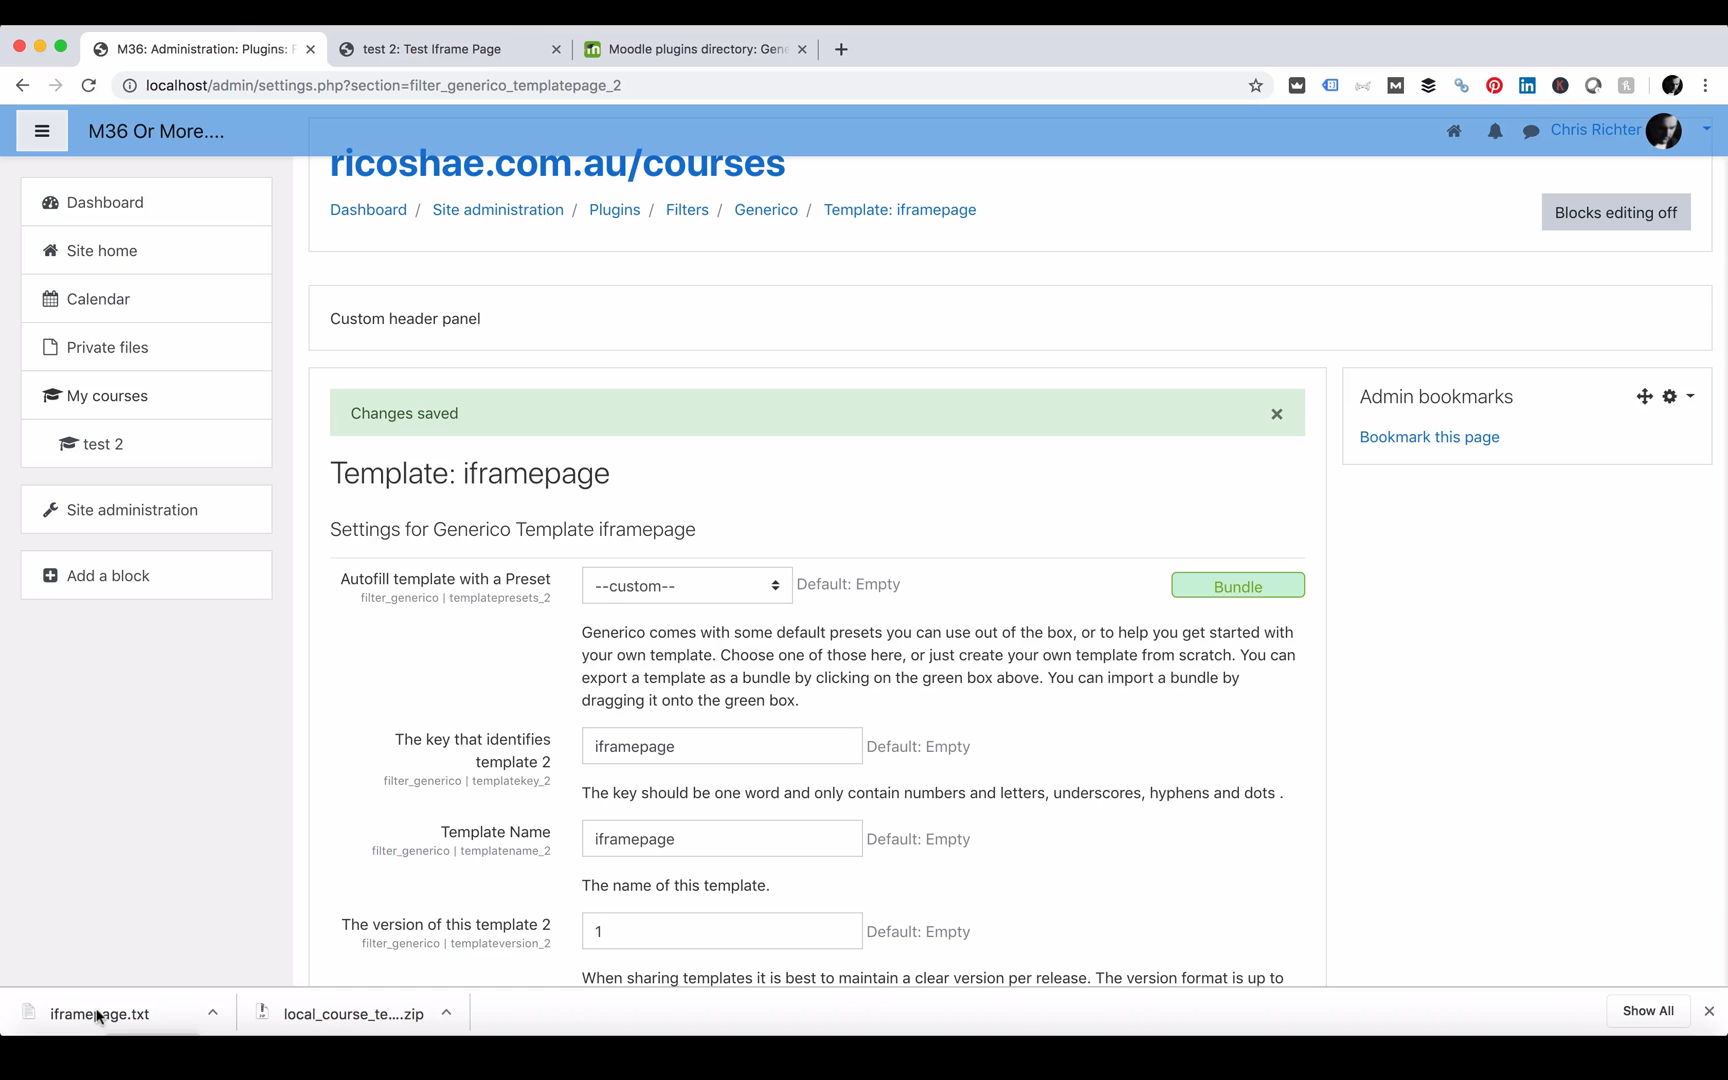 M36: Administration: Plugins: F
test 2: Test Iframe Page
Moodle plugins directory: Gene
localhost/admin/settings.php?section=filter_generico_templatepage_2
M36 Or More....
Chris Richter
ricoshae.com.au/courses
Dashboard / Site administration / Plugins / Filters / Generico / Template: iframepage
Blocks editing off
Dashboard
Site home
Calendar
Private files
My courses
test 2
Site administration
Add a block
Custom header panel
Changes saved
Template: iframepage
Settings for Generico Template iframepage
Autofill template with a Preset
filter_generico | templatepresets_2
--custom--
Default: Empty
Bundle
Generico comes with some default presets you can use out of the box, or to help you get started with
your own template. Choose one of those here, or just create your own template from scratch. You can
export a template as a bundle by clicking on the green box above. You can import a bundle by
dragging it onto the green box.
The key that identifies
template 2
filter_generico | templatekey_2
iframepage
Default: Empty
The key should be one word and only contain numbers and letters, underscores, hyphens and dots .
Template Name
filter_generico | templatename_2
iframepage
Default: Empty
The name of this template.
The version of this template 2
filter_generico | templateversion_2
1
Default: Empty
When sharing templates it is best to maintain a clear version per release. The version format is up to
Admin bookmarks
Bookmark this page
iframepage.txt
local_course_te....zip
Show All